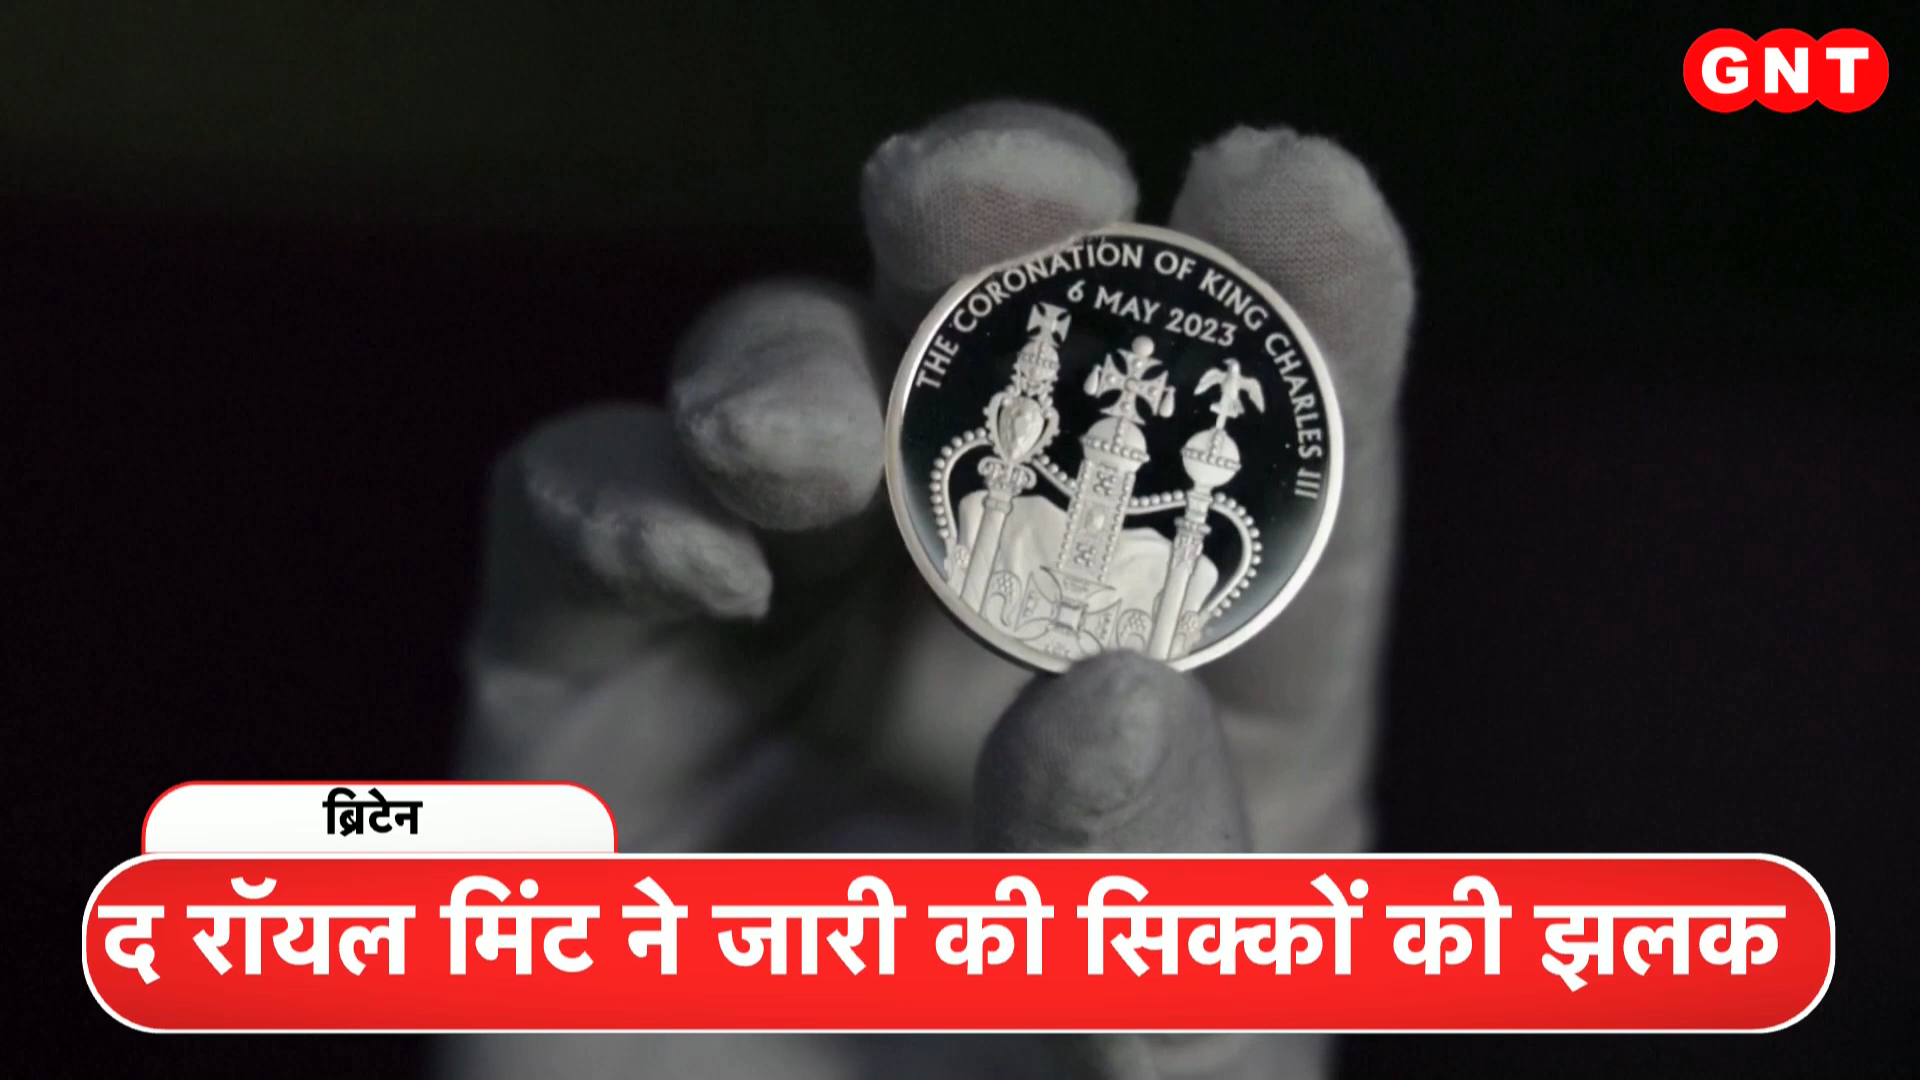 GNT
THE CORONATION OF KING CHARLES III
6 MAY 2023
ब्रिटेन
द रॉयल मिंट ने जारी की सिक्कों की झलक